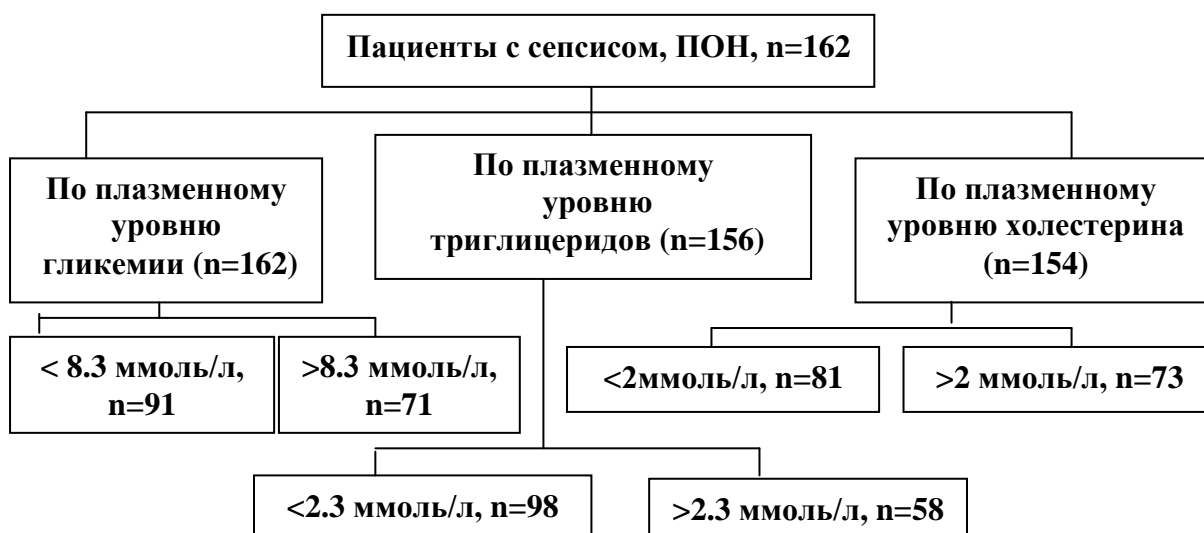 Пациенты с сепсисом, ПОН, n=162
По плазменному
уровню
гликемии (n=162)
По плазменному
уровню
триглицеридов (n=156)
По плазменному
уровню холестерина
(n=154)
< 8.3 ммоль/л,
n=91
>8.3 ммоль/л,
n=71
<2ммоль/л, n=81
>2 ммоль/л, n=73
<2.3 ммоль/л, n=98
>2.3 ммоль/л, n=58